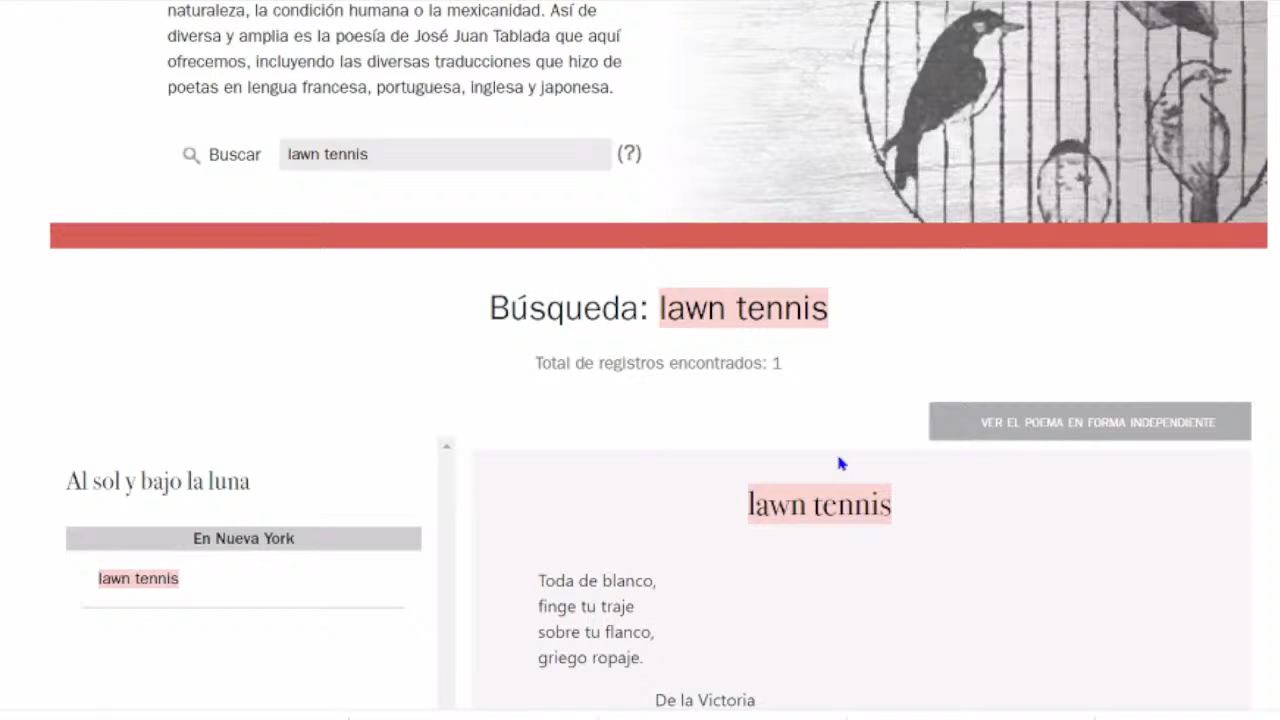 naturaleza, la condición humana o la mexicanidad. Así de
diversa y amplia es la poesía de José Juan Tablada que aquí
ofrecemos, incluyendo las diversas traducciones que hizo de
poetas en lengua francesa, portuguesa, inglesa y japonesa.
Buscar lawn tennis (?)
Búsqueda: lawn tennis
Total de registros encontrados: 1
VER EL POEMA EN FORMA INDEPENDIENTE
Al sol y bajo la luna
En Nueva York
lawn tennis
lawn tennis
Toda de blanco,
finge tu traje
sobre tu flanco,
griego ropaje.
De la Victoria